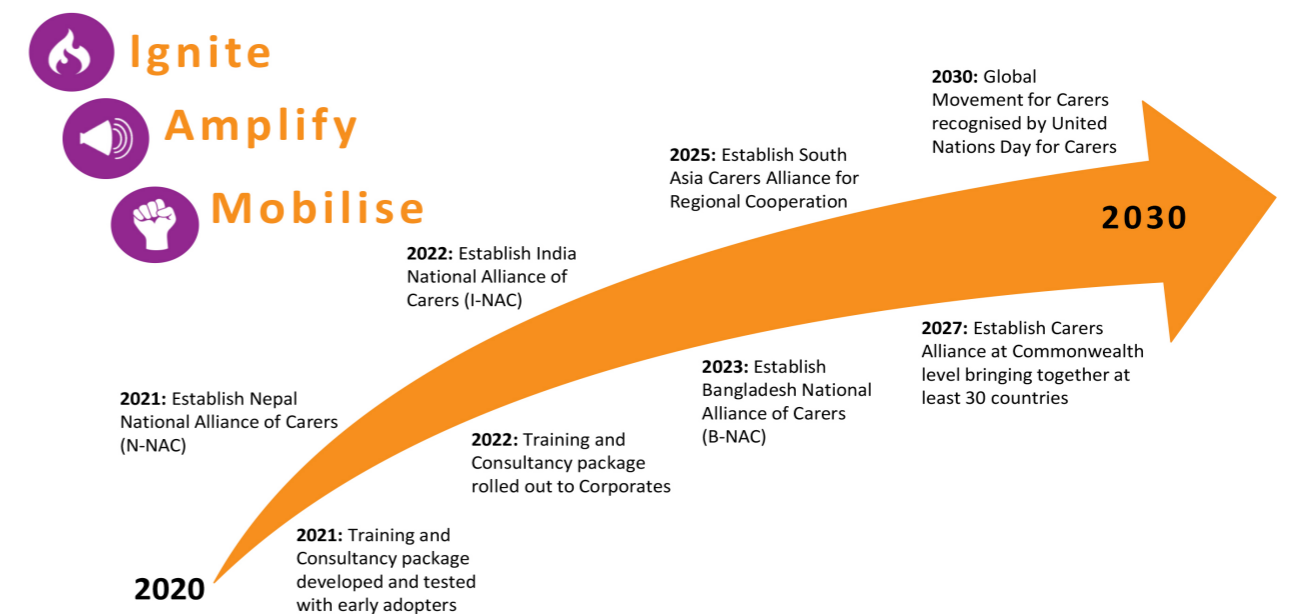 Ignite
Amplify
Mobilise
2030: Global
Movement for Carers
recognised by United
Nations Day for Carers
2025: Establish South
Asia Carers Alliance for
Regional Cooperation
2030
2022: Establish India
National Alliance of
Carers (I-NAC)
2027: Establish Carers
Alliance at Commonwealth
level bringing together at
least 30 countries
2023: Establish
Bangladesh National
Alliance of Carers
(B-NAC)
2021: Establish Nepal
National Alliance of Carers
(N-NAC)
2022: Training and
Consultancy package
rolled out to Corporates
2021: Training and
Consultancy package
developed and tested
with early adopters
2020